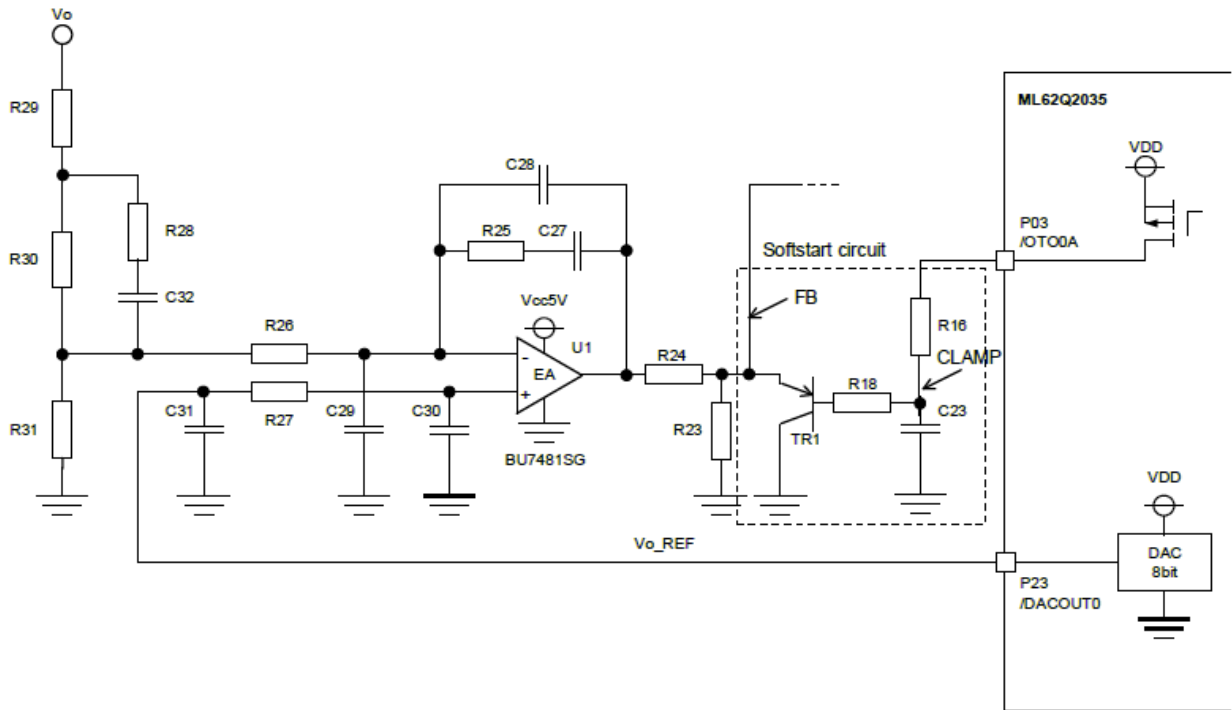 Vo
R29
ML62Q2035
VDD
C28
R28
P03
/OTO0A
R25
C27
R30
Softstart circuit
C32
FB
Vcc5V
R16
R26
U1
CLAMP
-
EA
R24
R18
+
C31
R27
C29
C30
C23
R31
R23
TR1
BU7481SG
VDD
Vo_REF
DAC
8bit
P23
/DACOUT0